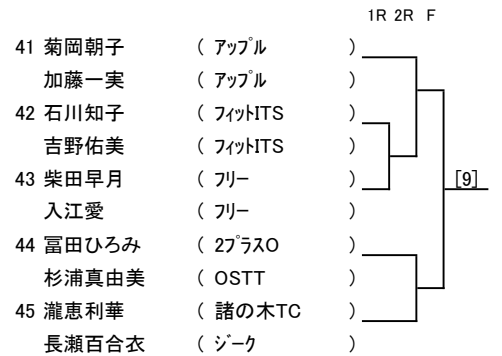 1R 2R F
41 菊岡朝子 ( アップル )
加藤一実 ( アップル )
42 石川知子 ( フィットITS )
吉野佑美 ( フィットITS )
43 柴田早月 ( フリー )
[9]
入江愛 ( フリー )
44 冨田ひろみ ( 2プラスO )
杉浦真由美 ( OSTT )
45 瀧恵利華 ( 諸の木TC )
長瀬百合衣 ( ジーク )